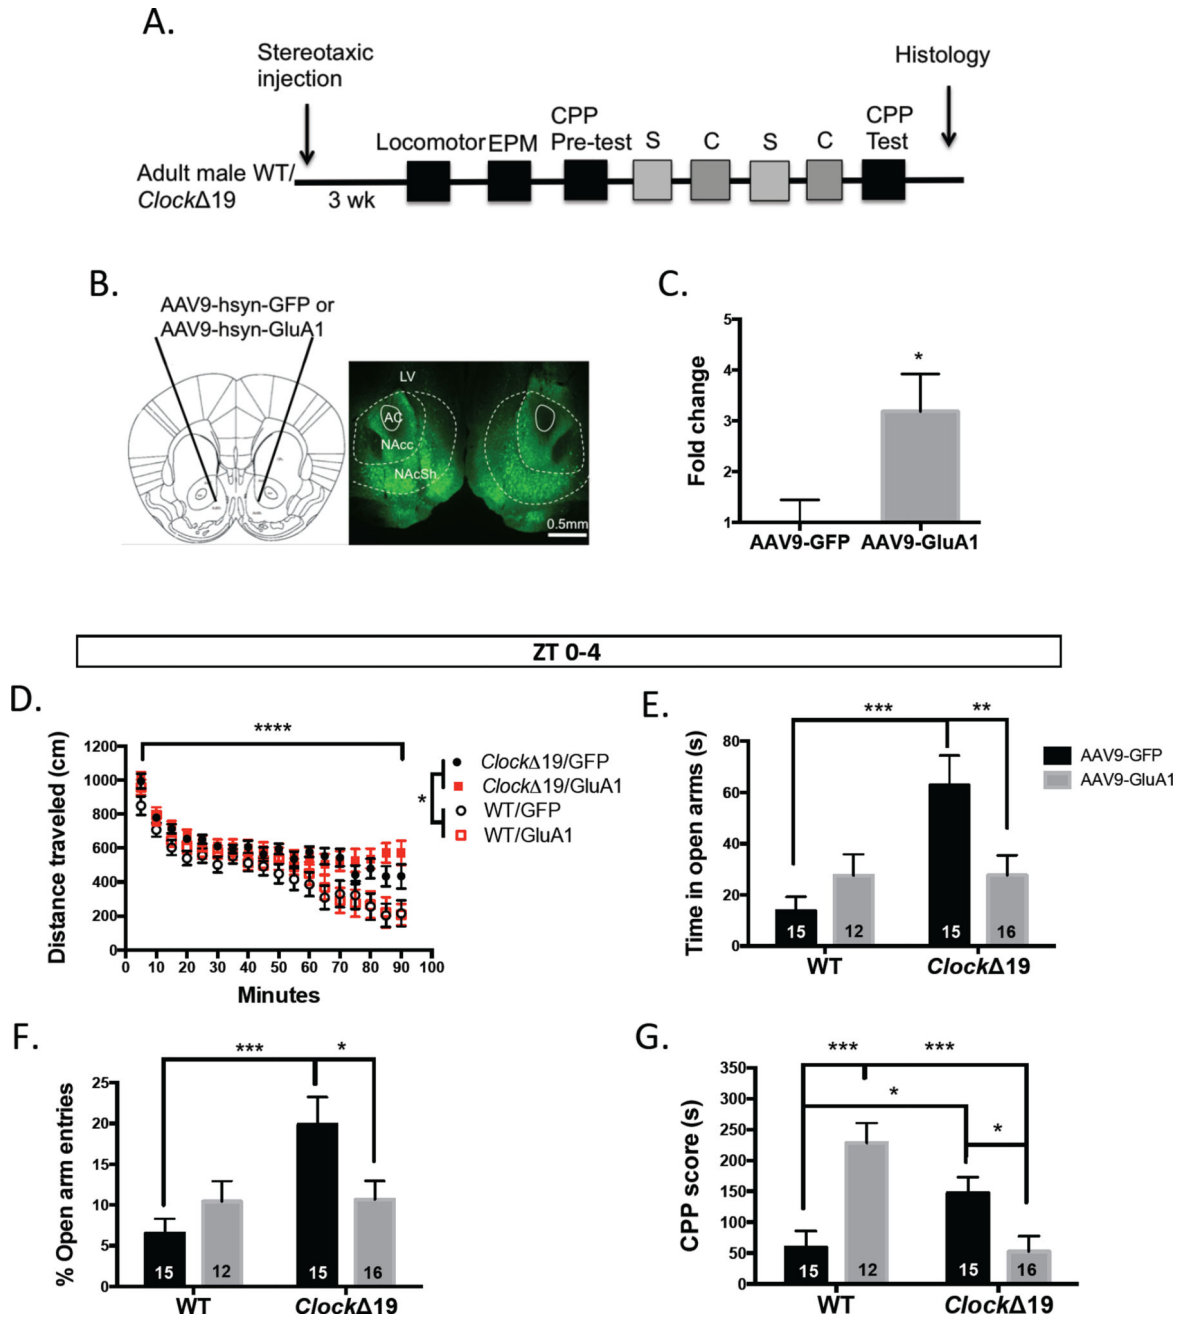 A.
Stereotaxic
injection
Histology
Locomotor
EPM
CPP
Pre-test
S
C
S
C
CPP
Test
Adult male WT/
ClockΔ19
3 wk
B.
AAV9-hsyn-GFP or
AAV9-hsyn-GluA1
LV
AC
NAcc
NAcSh
0.5mm
C.
Fold change
5
4
3
2
1
*
AAV9-GFP
AAV9-GluA1
ZT 0-4
D.
****
Distance traveled (cm)
1200
1000
800
600
400
200
0
0 10 20 30 40 50 60 70 80 90 100
Minutes
*
ClockΔ19/GFP
ClockΔ19/GluA1
WT/GFP
WT/GluA1
E.
*** **
Time in open arms (s)
80
60
40
20
0
15 12 15 16
WT ClockΔ19
AAV9-GFP
AAV9-GluA1
F.
*** *
% Open arm entries
25
20
15
10
5
0
15 12 15 16
WT ClockΔ19
G.
*** ***
*
*
CPP score (s)
350
300
250
200
150
100
50
0
15 12 15 16
WT ClockΔ19